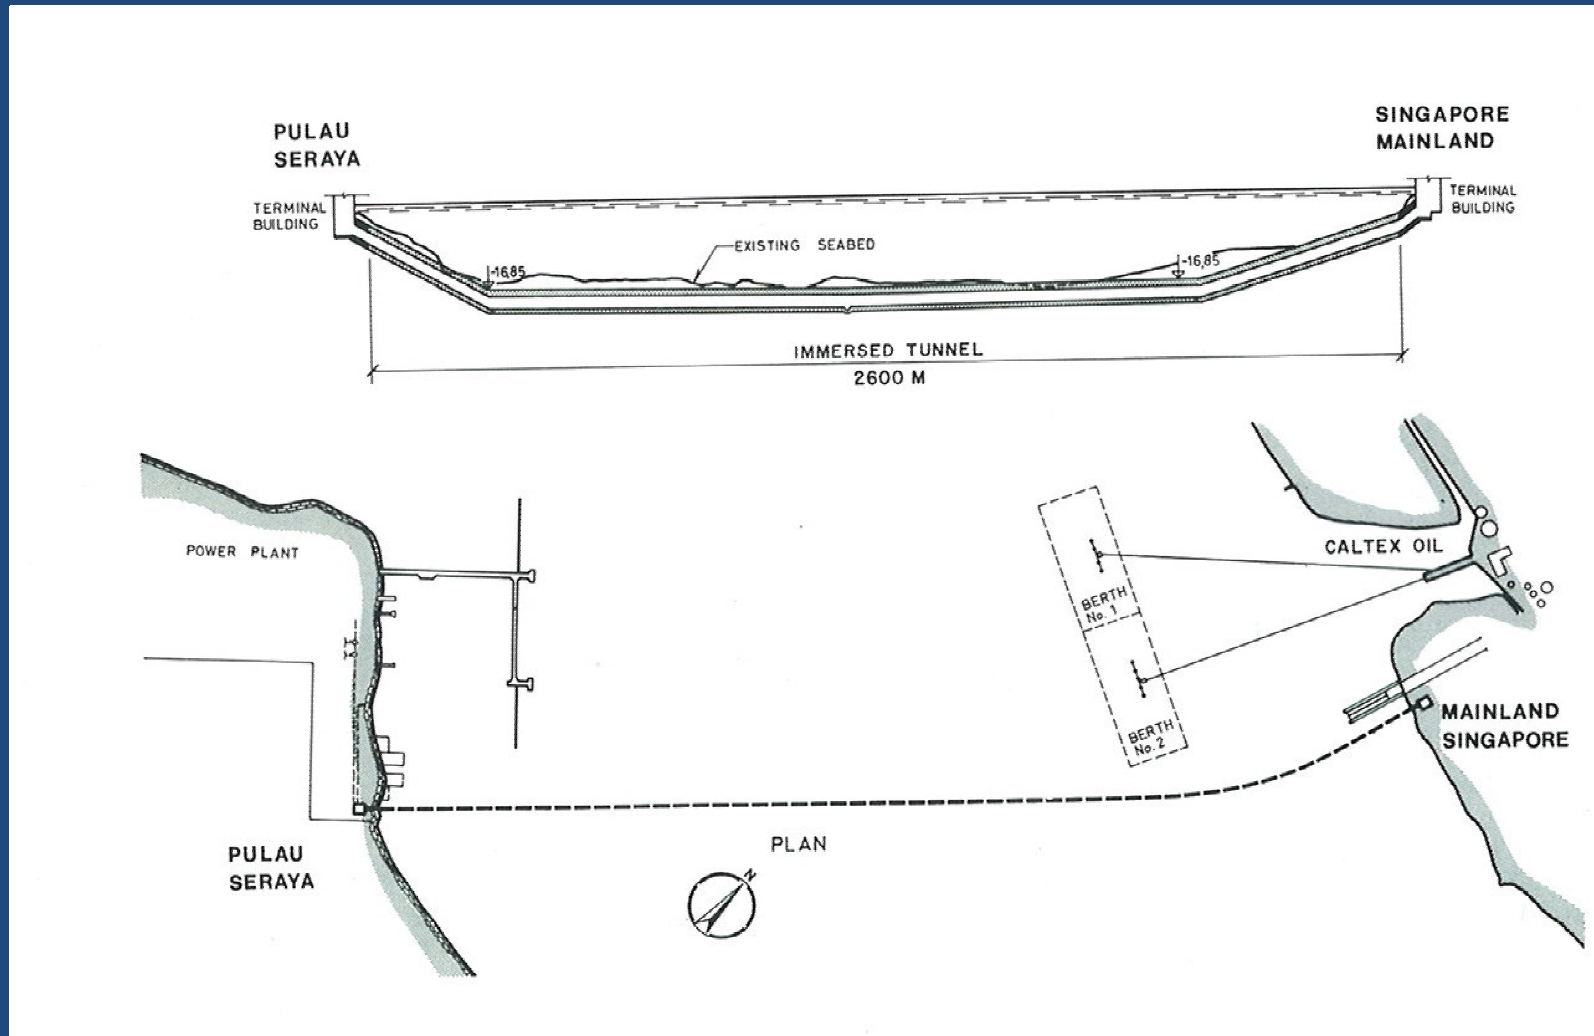 PULAU
SERAYA
SINGAPORE
MAINLAND
TERMINAL
BUILDING
TERMINAL
BUILDING
EXISTING SEABED
-16,85
-16,85
IMMERSED TUNNEL
2600 M
POWER PLANT
CALTEX OIL
BERTH
No. 1
BERTH
No. 2
MAINLAND
SINGAPORE
PLAN
PULAU
SERAYA
N